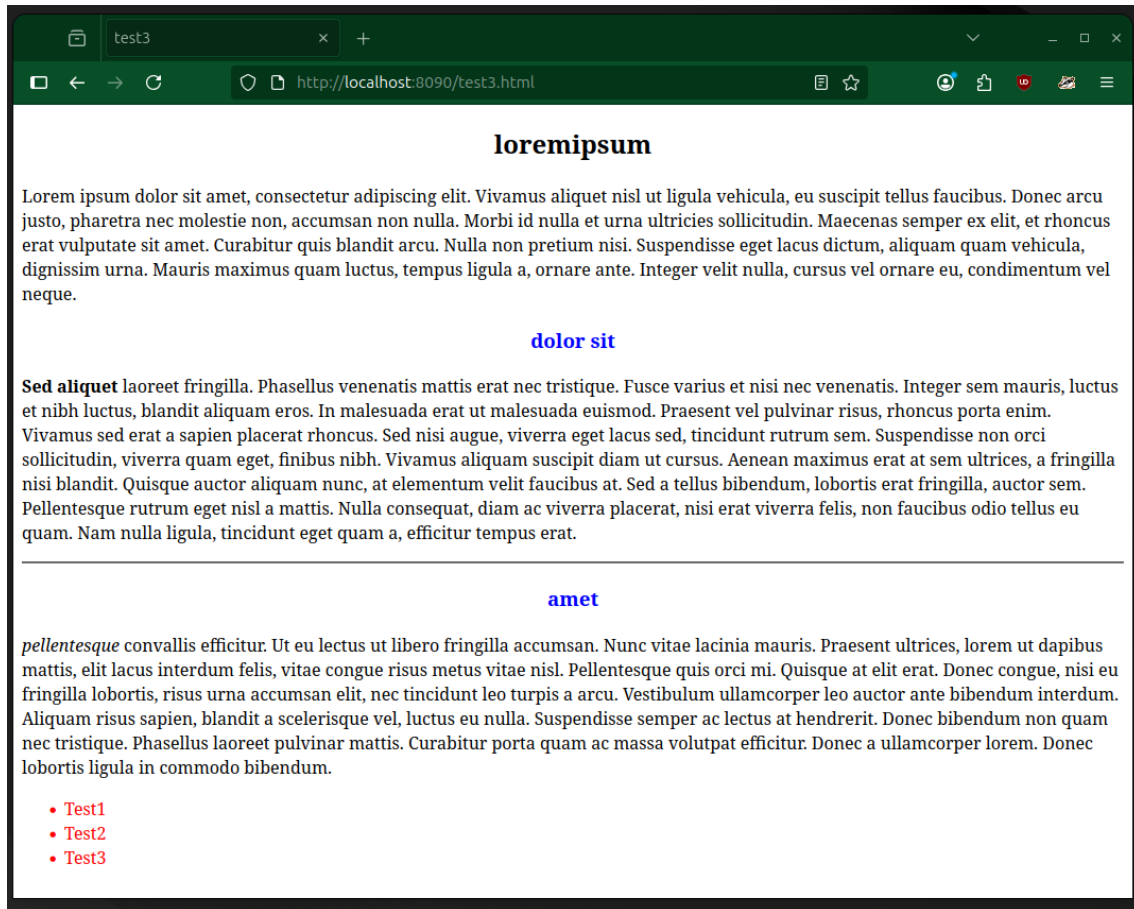 test3
http://localhost:8090/test3.html
loremipsum
Lorem ipsum dolor sit amet, consectetur adipiscing elit. Vivamus aliquet nisl ut ligula vehicula, eu suscipit tellus faucibus. Donec arcu
justo, pharetra nec molestie non, accumsan non nulla. Morbi id nulla et urna ultricies sollicitudin. Maecenas semper ex elit, et rhoncus
erat vulputate sit amet. Curabitur quis blandit arcu. Nulla non pretium nisi. Suspendisse eget lacus dictum, aliquam quam vehicula,
dignissim urna. Mauris maximus quam luctus, tempus ligula a, ornare ante. Integer velit nulla, cursus vel ornare eu, condimentum vel
neque.
dolor sit
Sed aliquet laoreet fringilla. Phasellus venenatis mattis erat nec tristique. Fusce varius et nisi nec venenatis. Integer sem mauris, luctus
et nibh luctus, blandit aliquam eros. In malesuada erat ut malesuada euismod. Praesent vel pulvinar risus, rhoncus porta enim.
Vivamus sed erat a sapien placerat rhoncus. Sed nisi augue, viverra eget lacus sed, tincidunt rutrum sem. Suspendisse non orci
sollicitudin, viverra quam eget, finibus nibh. Vivamus aliquam suscipit diam ut cursus. Aenean maximus erat at sem ultrices, a fringilla
nisi blandit. Quisque auctor aliquam nunc, at elementum velit faucibus at. Sed a tellus bibendum, lobortis erat fringilla, auctor sem.
Pellentesque rutrum eget nisl a mattis. Nulla consequat, diam ac viverra placerat, nisi erat viverra felis, non faucibus odio tellus eu
quam. Nam nulla ligula, tincidunt eget quam a, efficitur tempus erat.
amet
pellentesque convallis efficitur. Ut eu lectus ut libero fringilla accumsan. Nunc vitae lacinia mauris. Praesent ultrices, lorem ut dapibus
mattis, elit lacus interdum felis, vitae congue risus metus vitae nisl. Pellentesque quis orci mi. Quisque at elit erat. Donec congue, nisi eu
fringilla lobortis, risus urna accumsan elit, nec tincidunt leo turpis a arcu. Vestibulum ullamcorper leo auctor ante bibendum interdum.
Aliquam risus sapien, blandit a scelerisque vel, luctus eu nulla. Suspendisse semper ac lectus at hendrerit. Donec bibendum non quam
nec tristique. Phasellus laoreet pulvinar mattis. Curabitur porta quam ac massa volutpat efficitur. Donec a ullamcorper lorem. Donec
lobortis ligula in commodo bibendum.
• Test1
• Test2
• Test3